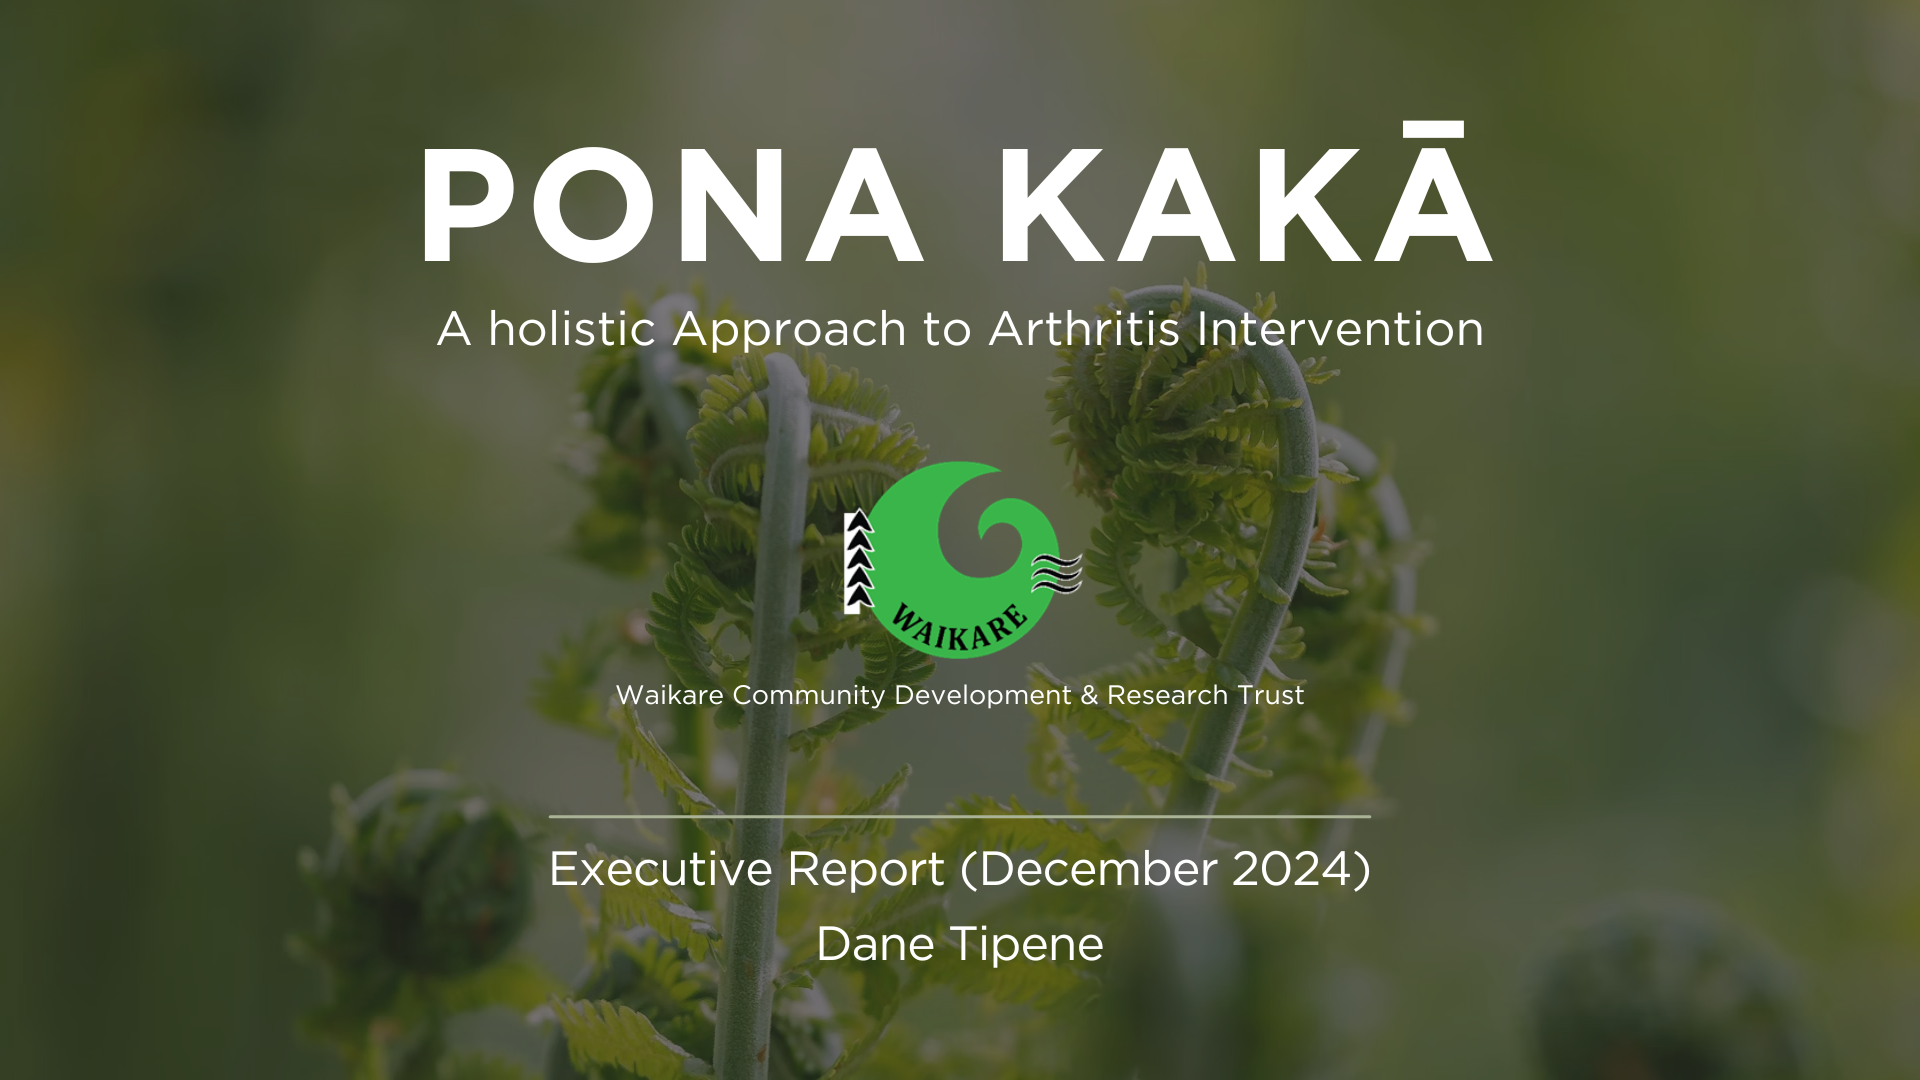 PONA KAKĀ
A holistic Approach to Arthritis Intervention
WAIKARE
Waikare Community Development & Research Trust
Executive Report (December 2024)
Dane Tipene